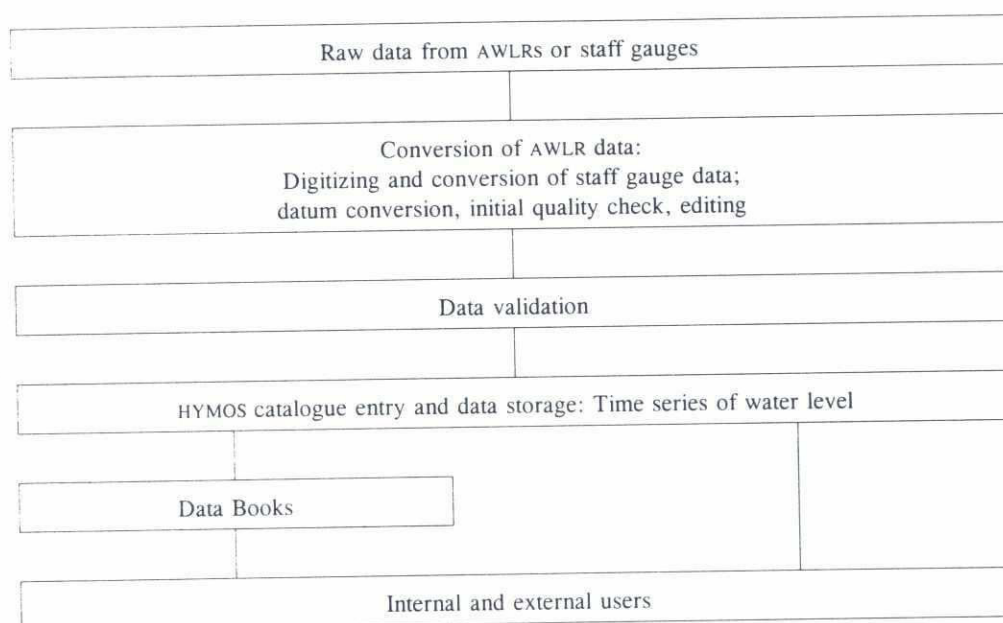 Raw data from AWLRs or staff gauges
Conversion of AWLR data:
Digitizing and conversion of staff gauge data;
datum conversion, initial quality check, editing
Data validation
HYMOS catalogue entry and data storage: Time series of water level
Data Books
Internal and external users